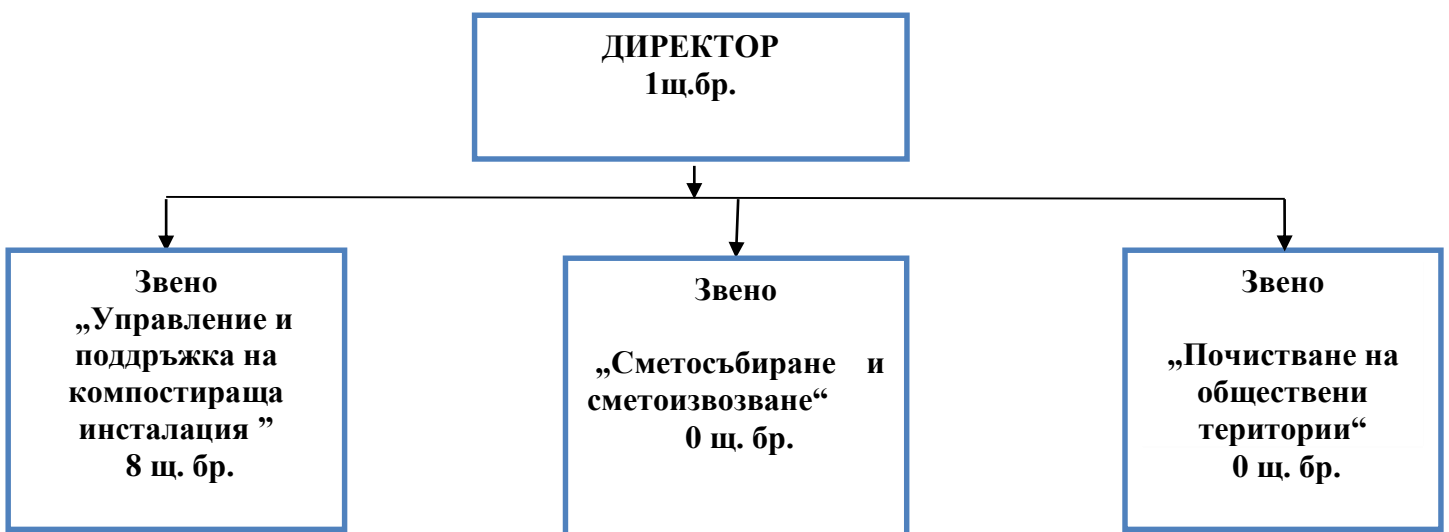 ДИРЕКТОР
1щ.бр.
Звено
„Управление и
поддръжка на
компостираща
инсталация ”
8 щ. бр.
Звено
„Сметосъбиране и
сметоизвозване“
0 щ. бр.
Звено
„Почистване на
обществени
територии“
0 щ. бр.